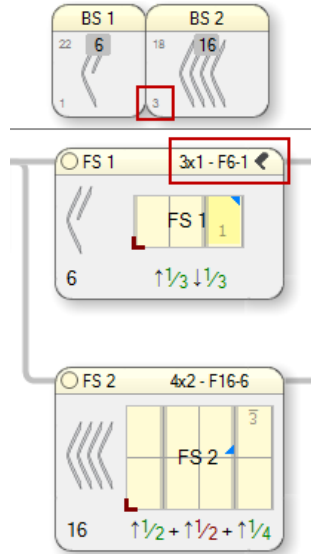 BS 1 BS 2
22 6 18 16
1 3
FS 1 3x1 - F6-1
FS 1
1
6 ↑1/3↓1/3
FS 2 4x2 - F16-6
3
FS 2
16 ↑1/2+↑1/2+↑1/4